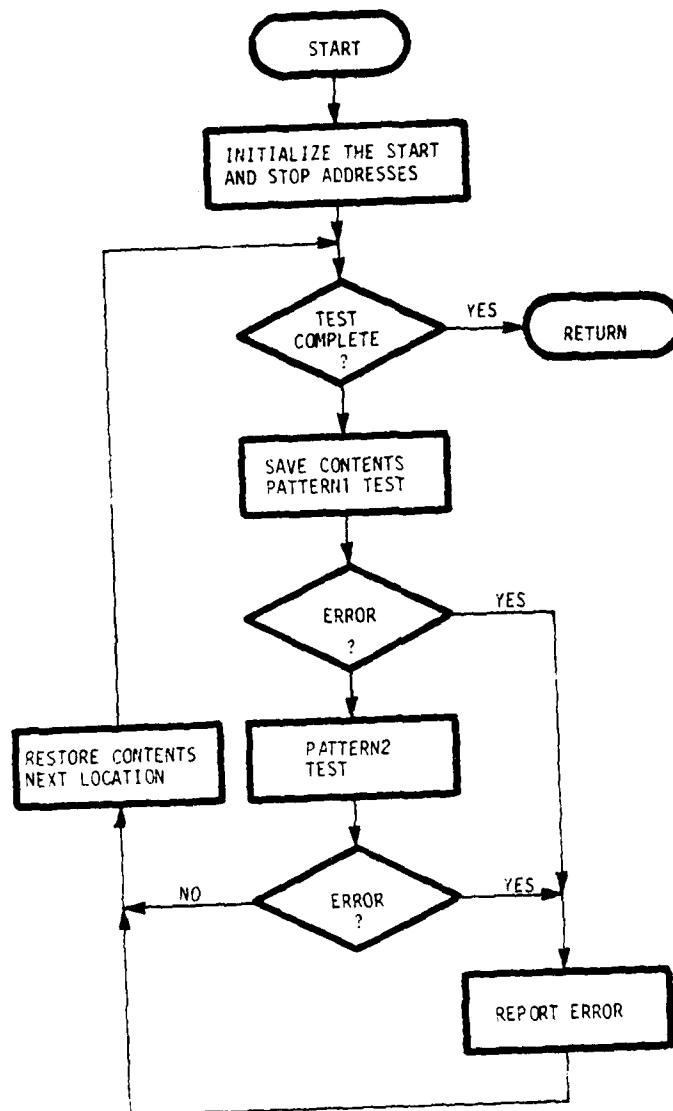 START
INITIALIZE THE START
AND STOP ADDRESSES
TEST
COMPLETE
?
YES
RETURN
SAVE CONTENTS
PATTERN1 TEST
ERROR
?
YES
PATTERN2
TEST
RESTORE CONTENTS
NEXT LOCATION
ERROR
?
NO
YES
REPORT ERROR